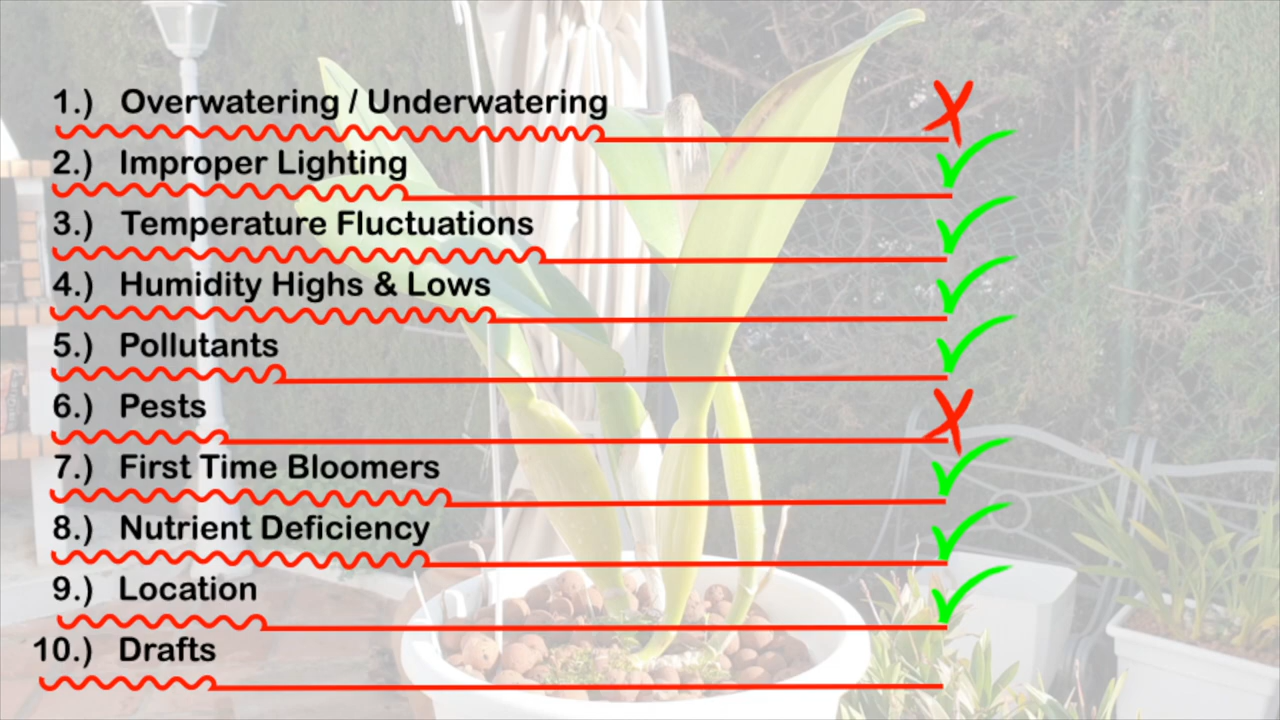 1.) Overwatering / Underwatering
2.) Improper Lighting
3.) Temperature Fluctuations
4.) Humidity Highs & Lows
5.) Pollutants
6.) Pests
7.) First Time Bloomers
8.) Nutrient Deficiency
9.) Location
10.) Drafts